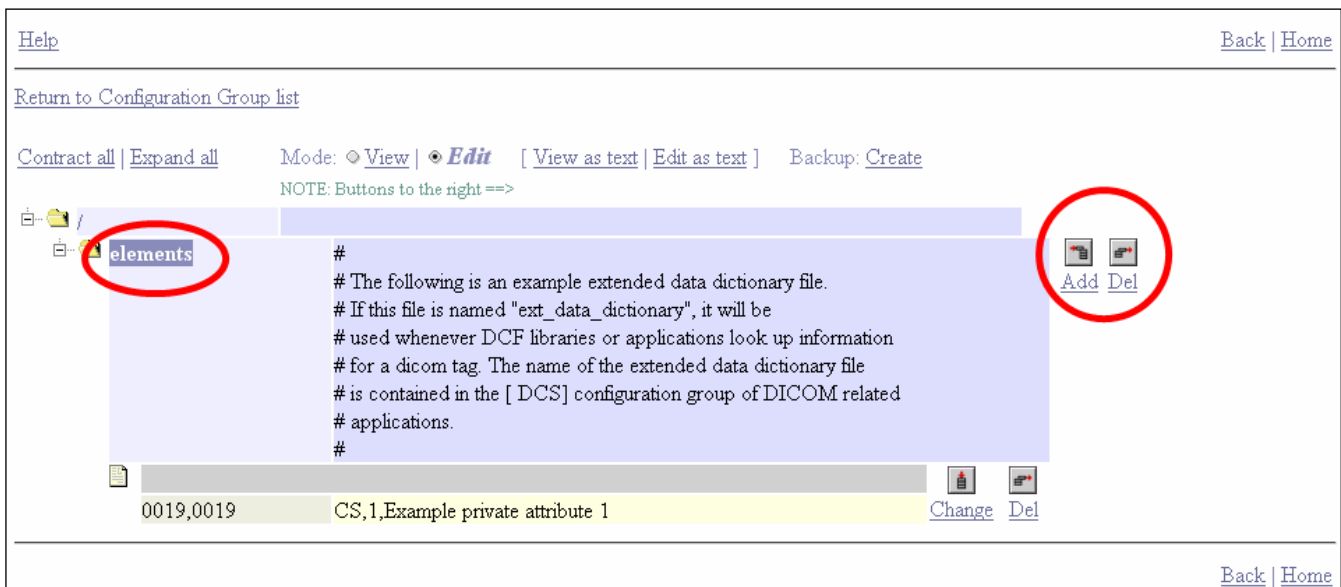 Help Back | Home
Return to Configuration Group list
Contract all | Expand all Mode: View | Edit [ View as text | Edit as text ] Backup: Create
NOTE: Buttons to the right ==>
/
elements #
# The following is an example extended data dictionary file.
# If this file is named "ext_data_dictionary", it will be
Add Del
# used whenever DCF libraries or applications look up information
# for a dicom tag. The name of the extended data dictionary file
# is contained in the [ DCS] configuration group of DICOM related
# applications.
#
0019,0019 CS,1,Example private attribute 1 Change Del
Back | Home